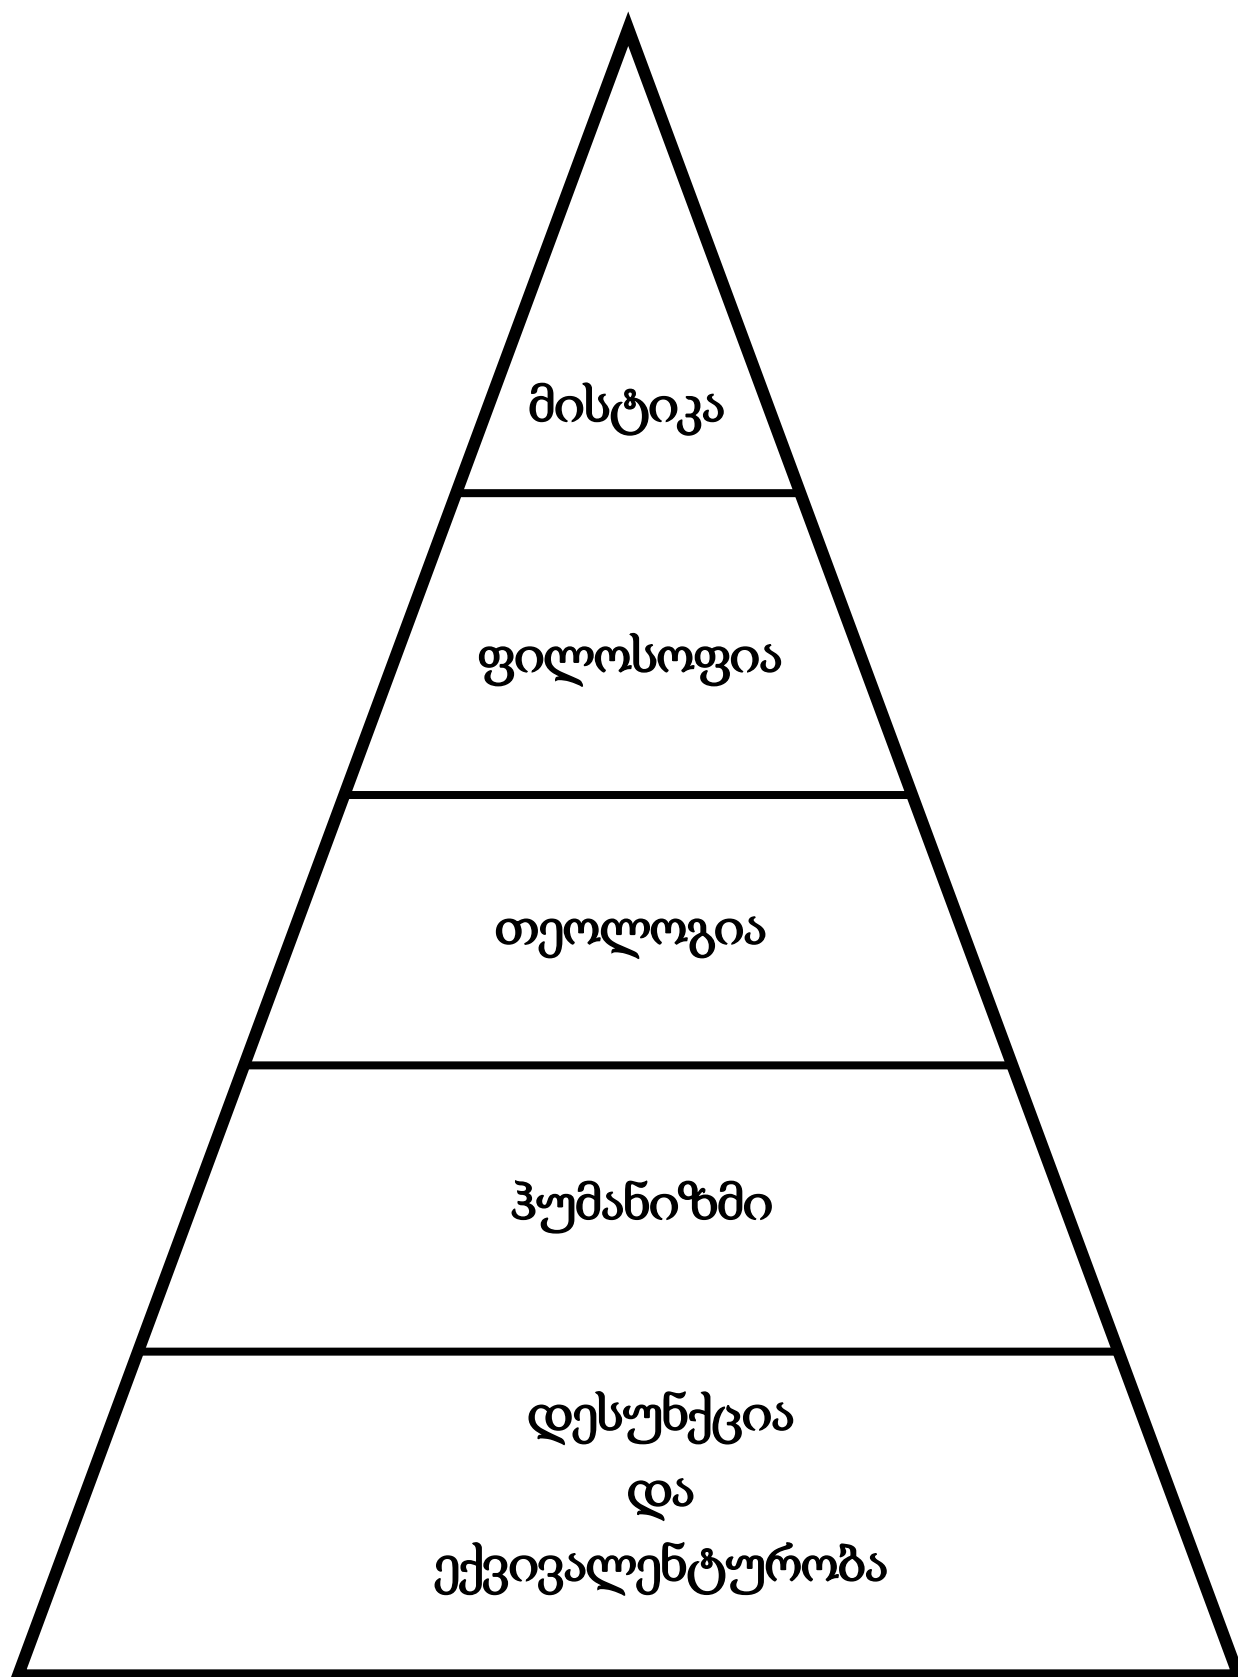 მისტიკა
ფილოსოფია
თეოლოგია
ჰუმანიზმი
დესუნქცია
და
ექვივალენტურობა